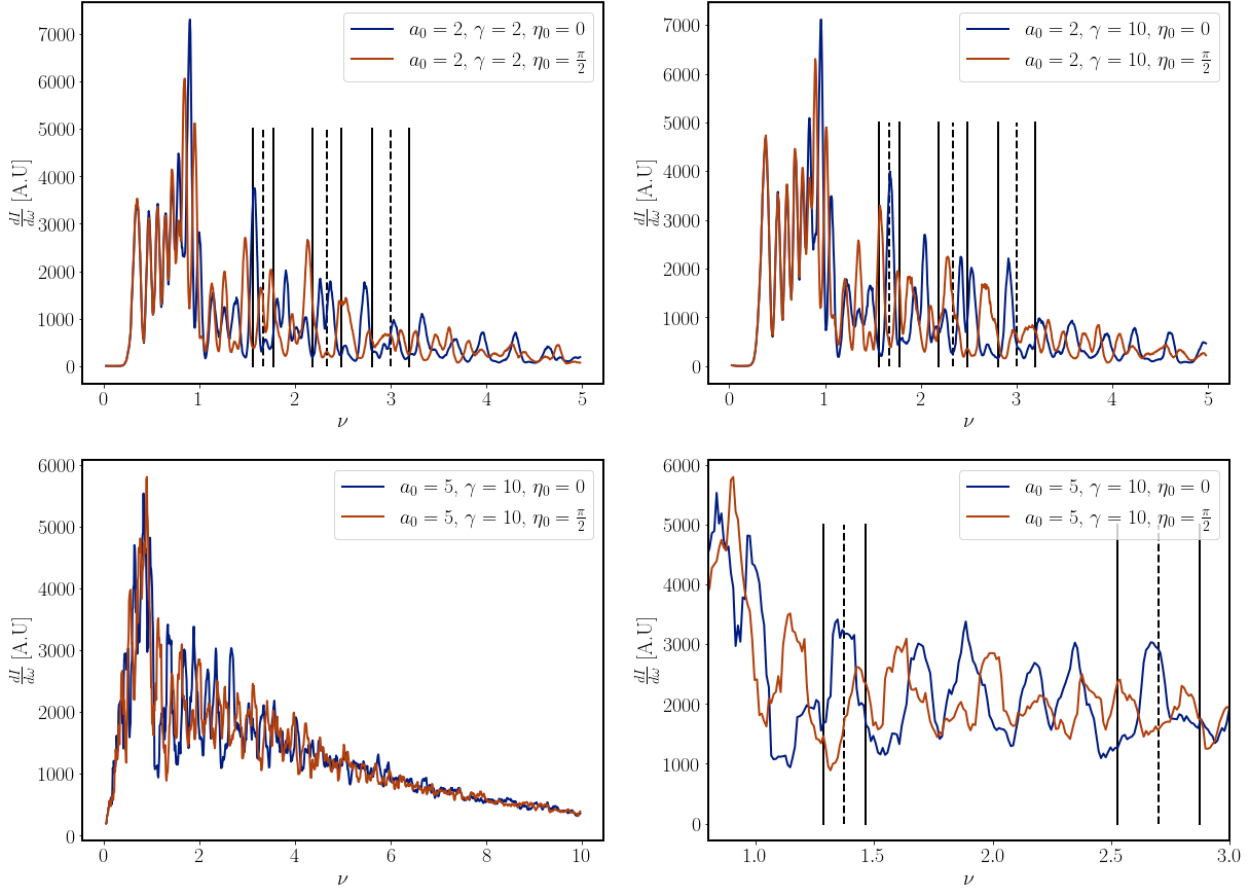 a₀ = 2, γ = 2, η₀ = 0
a₀ = 2, γ = 2, η₀ = π/2
7000
6000
5000
4000
3000
2000
1000
0
dI/dω [A.U]
0 1 2 3 4 5
ν
a₀ = 2, γ = 10, η₀ = 0
a₀ = 2, γ = 10, η₀ = π/2
7000
6000
5000
4000
3000
2000
1000
0
dI/dω [A.U]
0 1 2 3 4 5
ν
a₀ = 5, γ = 10, η₀ = 0
a₀ = 5, γ = 10, η₀ = π/2
6000
5000
4000
3000
2000
1000
0
dI/dω [A.U]
0 2 4 6 8 10
ν
a₀ = 5, γ = 10, η₀ = 0
a₀ = 5, γ = 10, η₀ = π/2
6000
5000
4000
3000
2000
1000
0
dI/dω [A.U]
1.0 1.5 2.0 2.5 3.0
ν